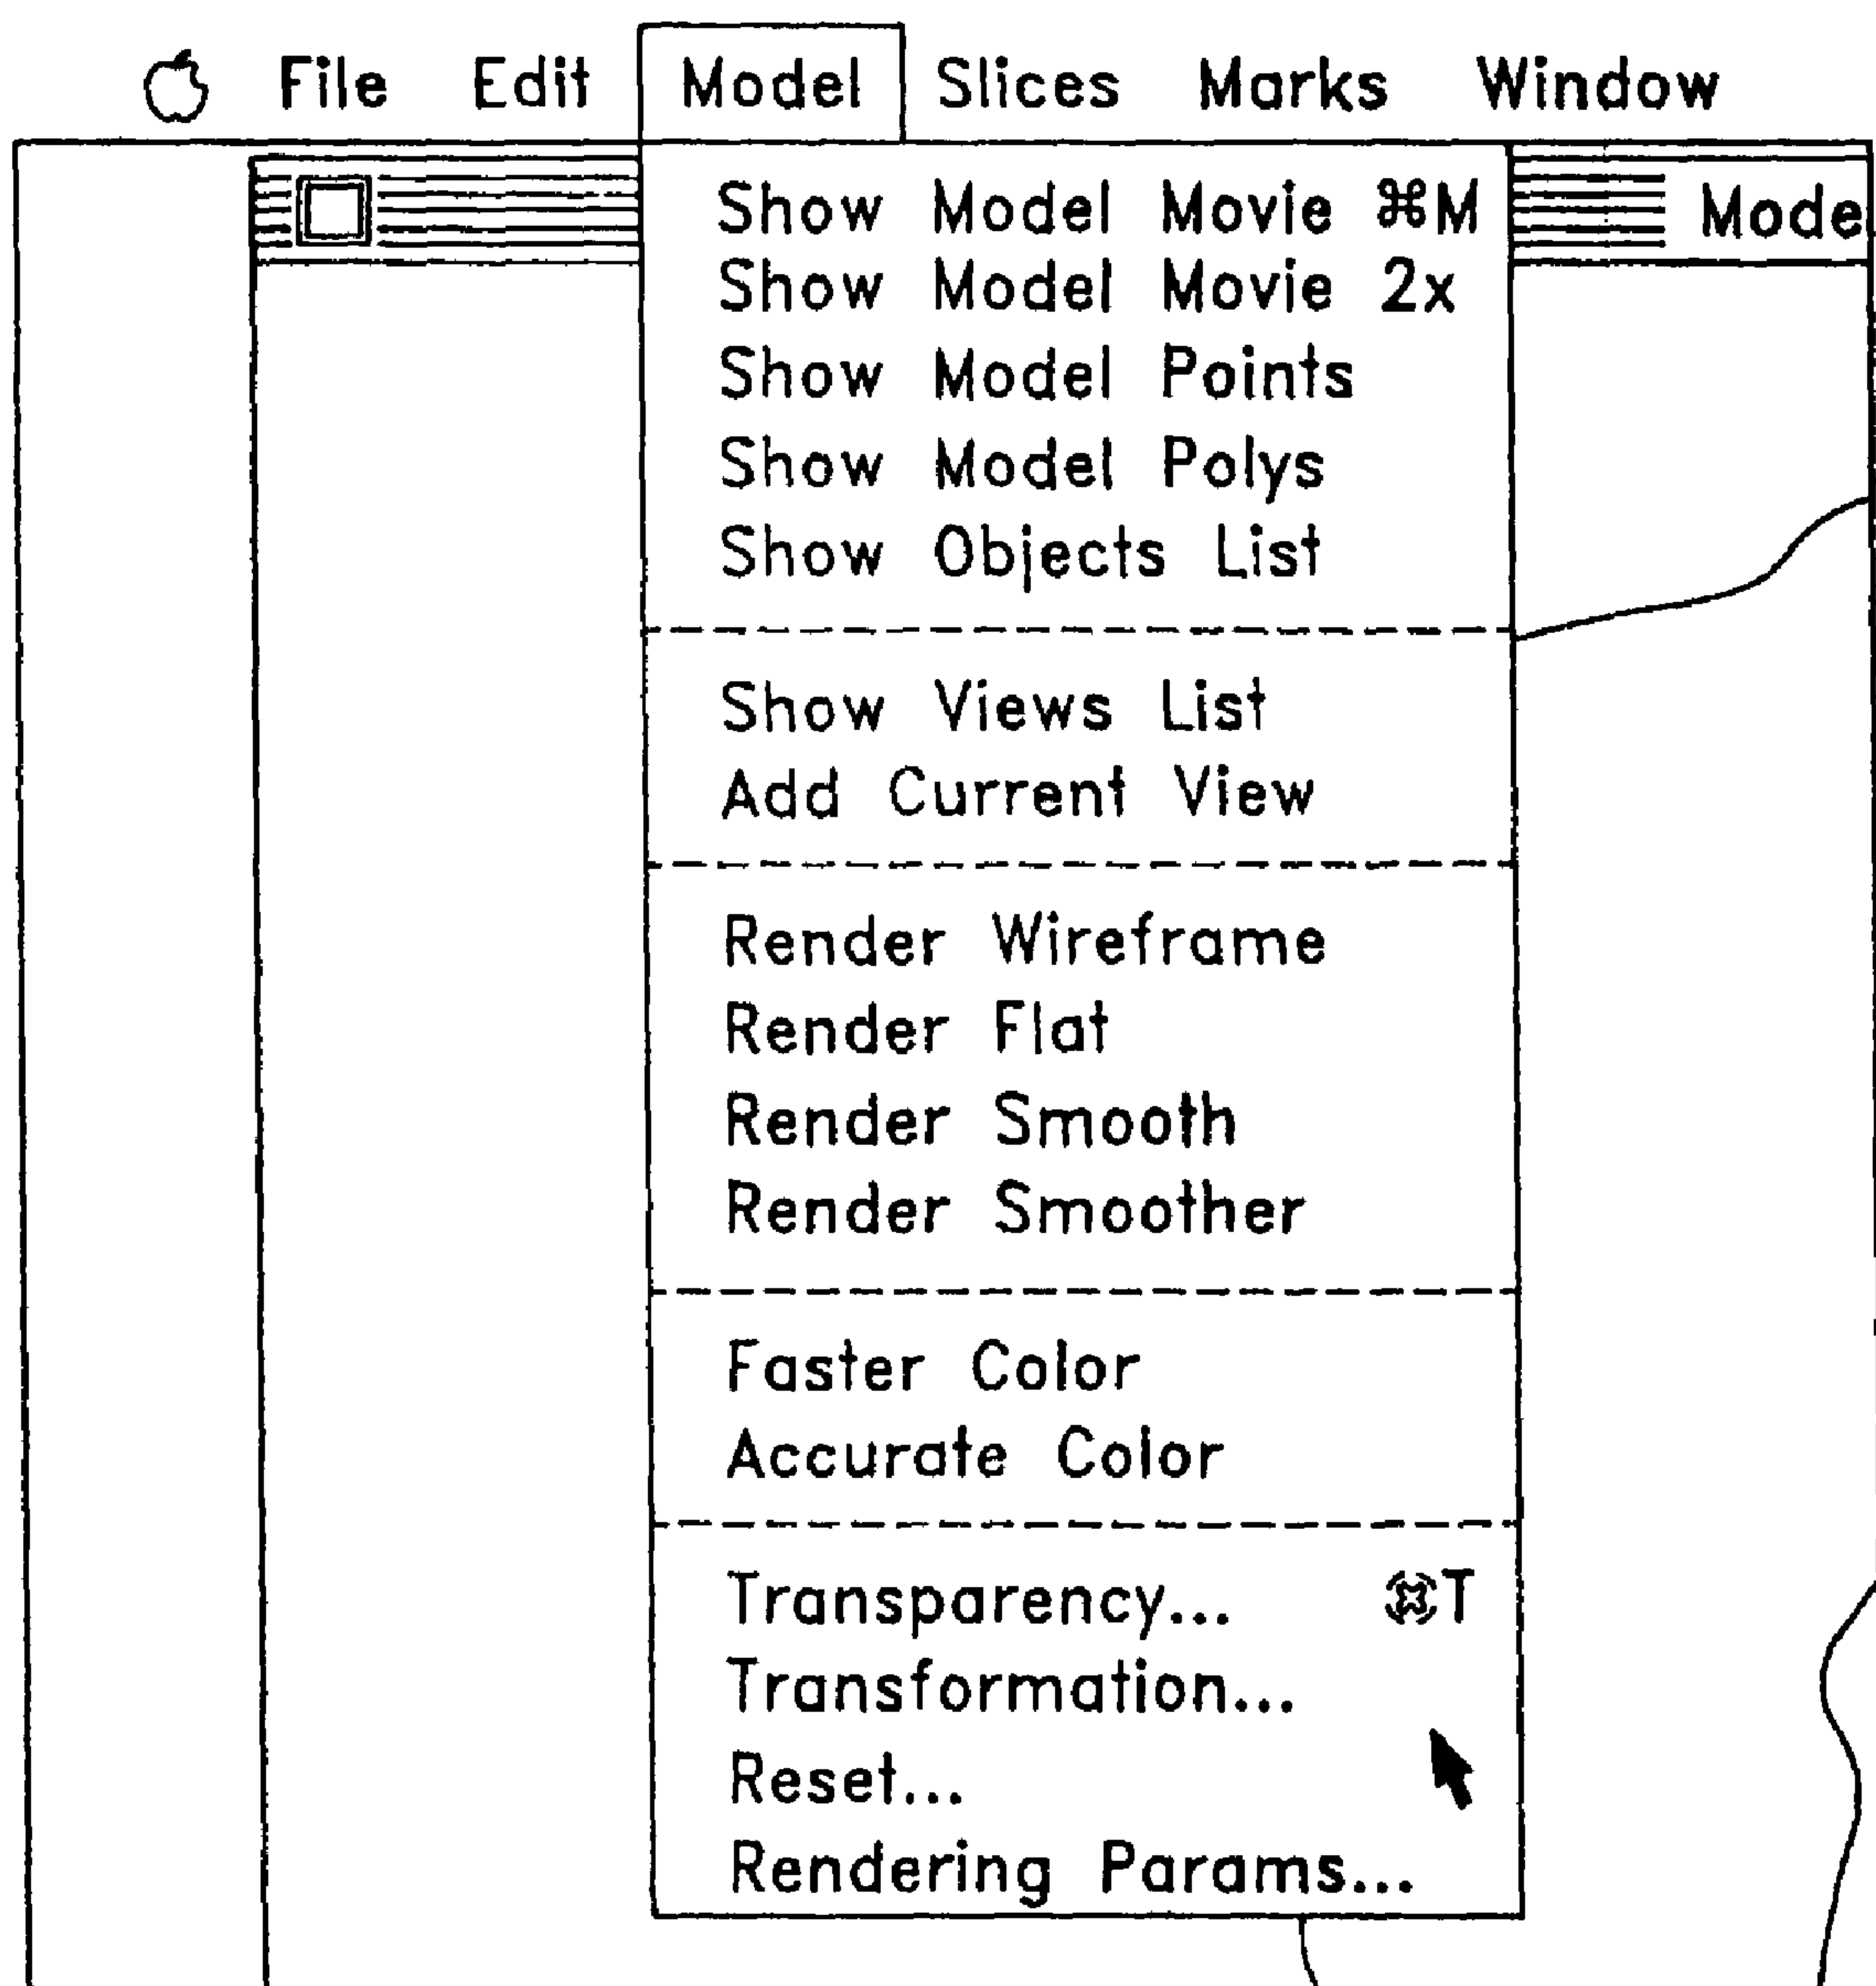 File Edit Model Slices Marks Window
Mode
Show Model Movie ⌘M
Show Model Movie 2x
Show Model Points
Show Model Polys
Show Objects List
Show Views List
Add Current View
Render Wireframe
Render Flat
Render Smooth
Render Smoother
Faster Color
Accurate Color
Transparency... ⌘T
Transformation...
Reset...
Rendering Params...